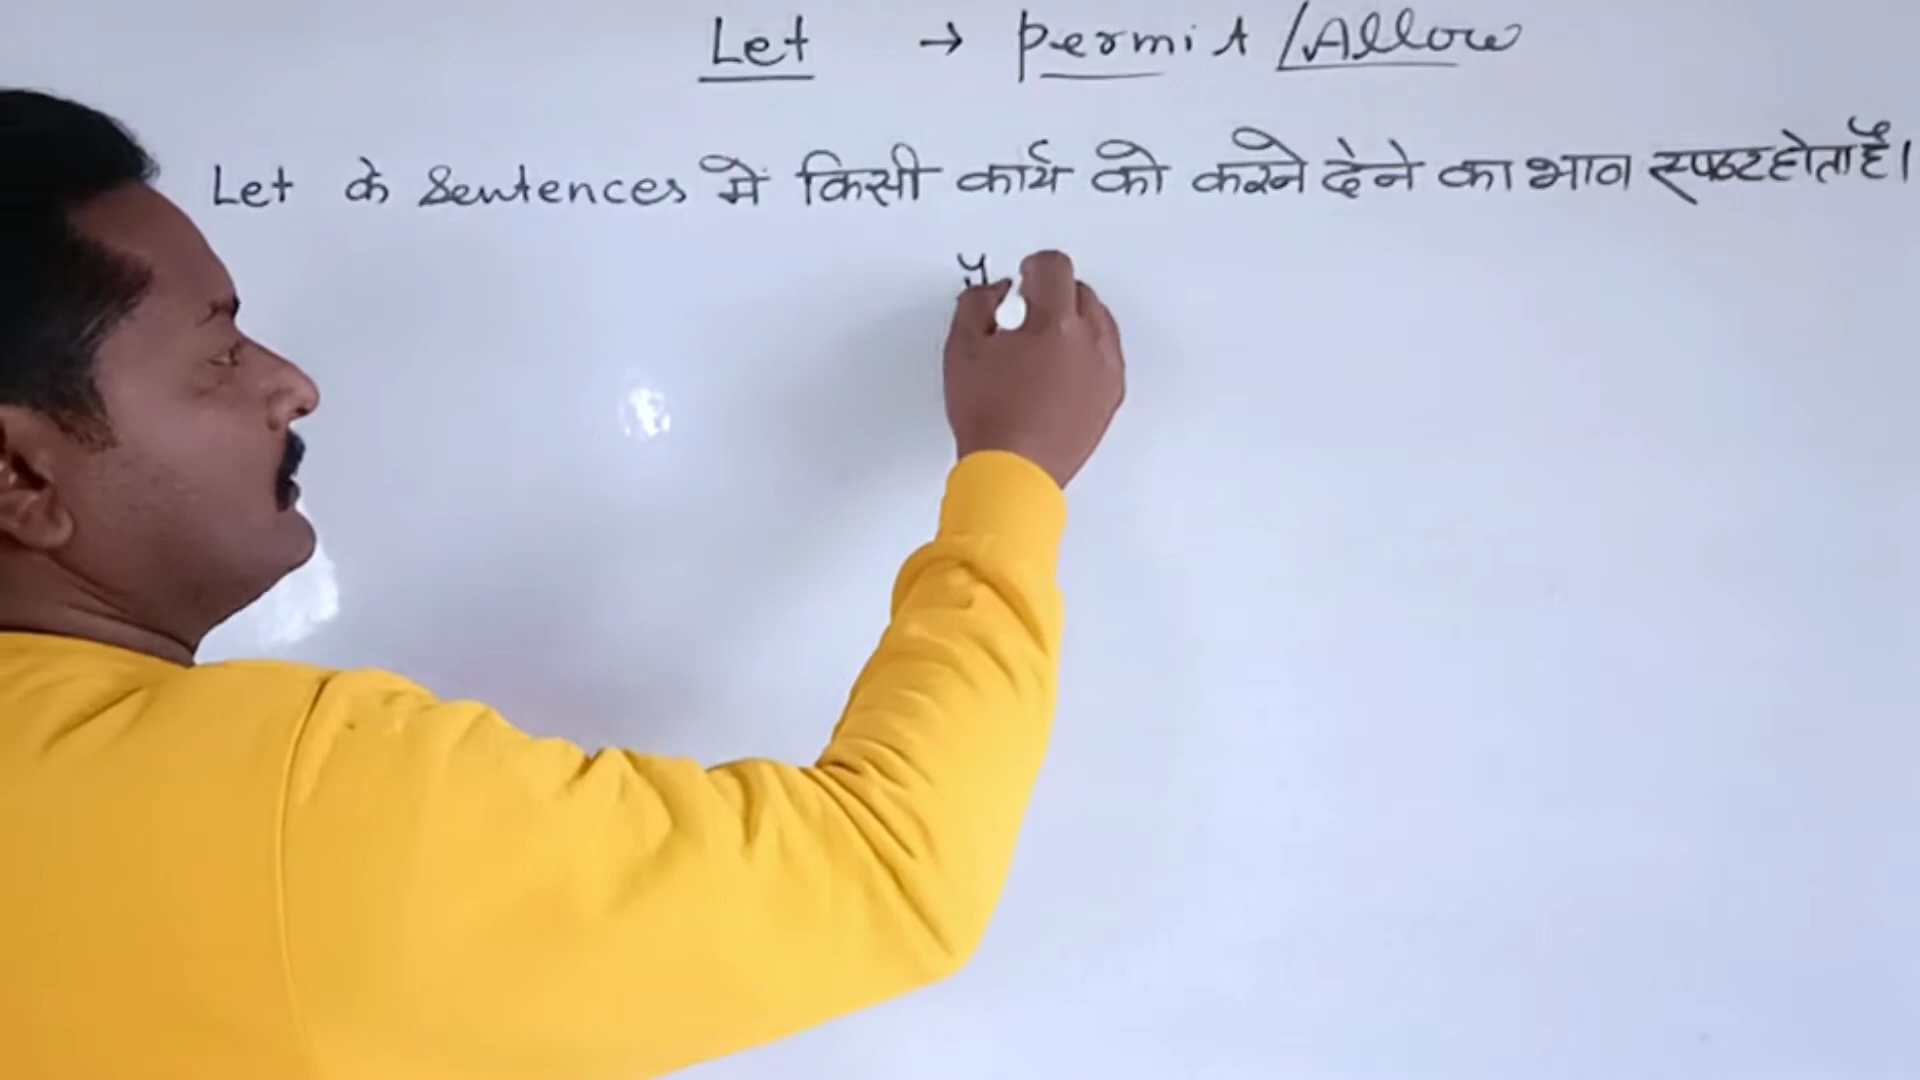 Let → permit /Allow
Let के Sentences में किसी कार्य को करने देने का भाव स्पष्ट होता है।